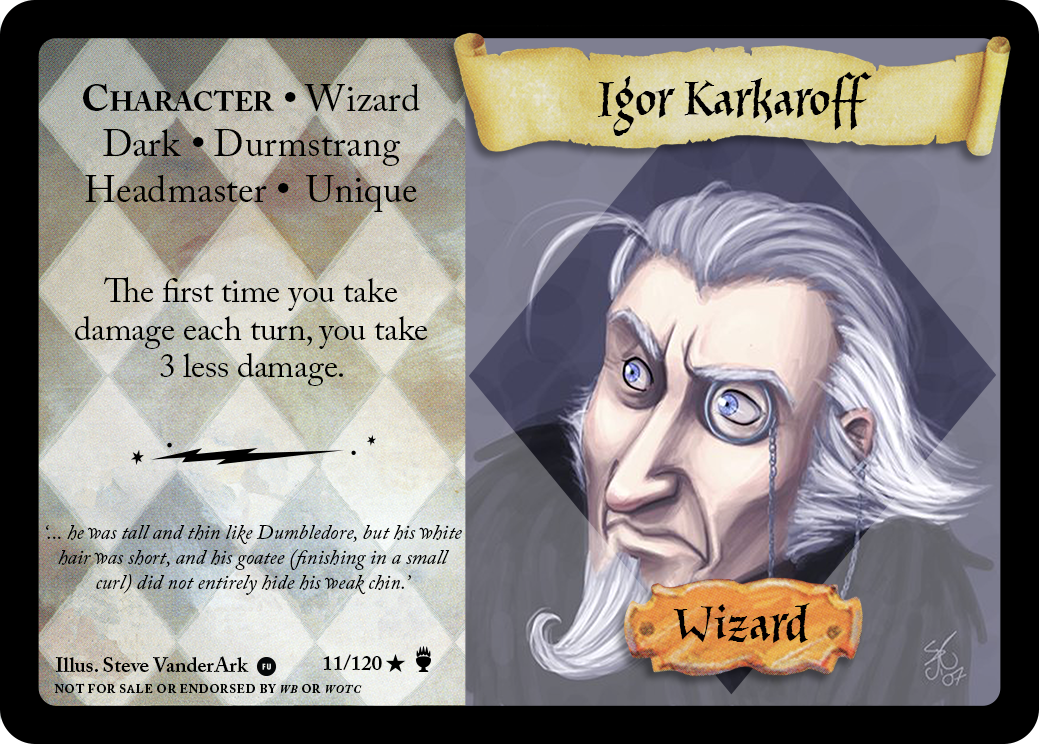 Igor Karkaroff
CHARACTER • Wizard
Dark • Durmstrang
Headmaster • Unique
The first time you take
damage each turn, you take
3 less damage.
‘... he was tall and thin like Dumbledore, but his white
hair was short, and his goatee (finishing in a small
curl) did not entirely hide his weak chin.’
Wizard
Illus. Steve VanderArk FU 11/120 ★
NOT FOR SALE OR ENDORSED BY WB OR WOTC
07